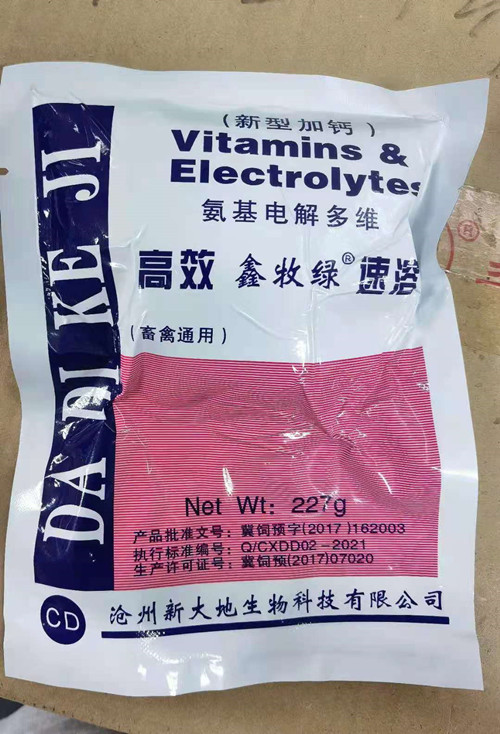 DA DI KE JI
（新型加钙）
Vitamins &
Electrolytes
氨基电解多维
高效 鑫牧绿® 速溶
（畜禽通用）
Net Wt: 227g
产品批准文号：冀饲预字(2017)162003
执行标准编号：Q/CXDD02-2021
生产许可证号：冀饲预(2017)07020
CD 沧州新大地生物科技有限公司
®